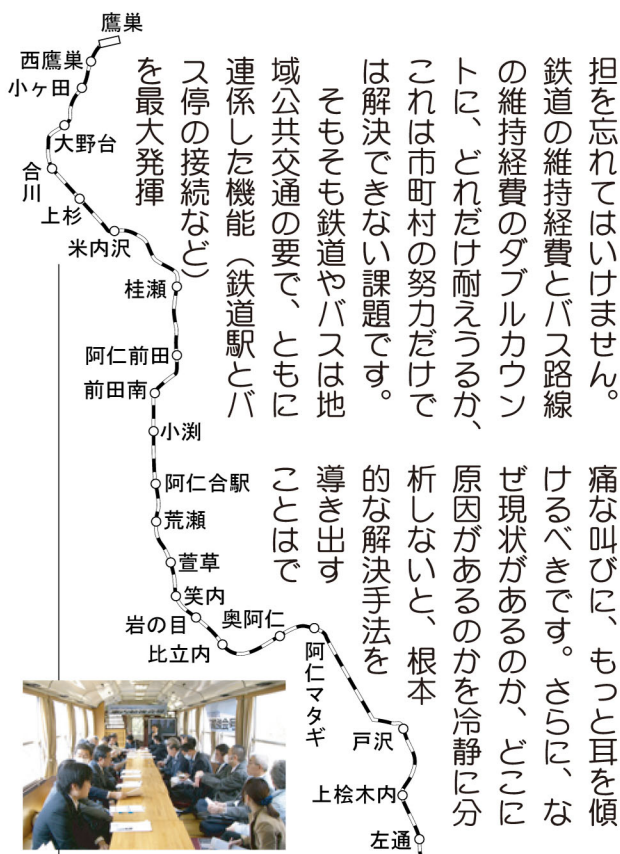 担を忘れてはいけません。
鉄道の維持経費とバス路線
の維持経費のダブルカウン
トに、どれだけ耐えうるか、
これは市町村の努力だけで
は解決できない課題です。
そもそも鉄道やバスは地
域公共交通の要で、ともに
連係した機能（鉄道駅とバ
ス停の接続など）
を最大発揮
痛な叫びに、もっと耳を傾
けるべきです。さらに、な
ぜ現状があるのか、どこに
原因があるのかを冷静に分
析しないと、根本
的な解決手法を
導き出す
ことはで
鷹巣
西鷹巣
小ヶ田
大野台
合川
上杉
米内沢
桂瀬
阿仁前田
前田南
小渕
阿仁合駅
荒瀬
萱草
笑内
岩の目
比立内
奥阿仁
阿仁マタギ
戸沢
上桧木内
左通